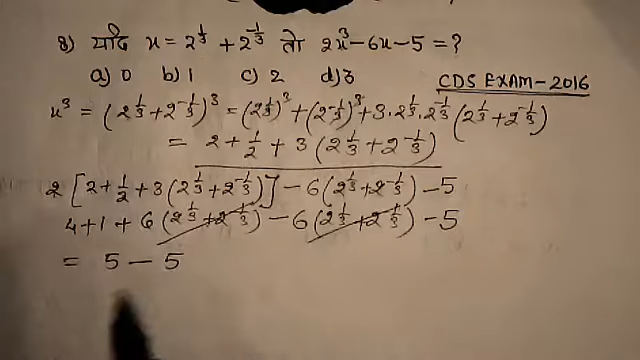 8) यदि x = 2^{1/3} + 2^{-1/3} तो 2x^3 - 6x - 5 = ?
a) 0 b) 1 c) 2 d) 3 CDS EXAM-2016
x^3 = (2^{1/3} + 2^{-1/3})^3 = (2^{1/3})^3 + (2^{-1/3})^3 + 3·2^{1/3}·2^{-1/3}(2^{1/3} + 2^{-1/3})
= 2 + 1/2 + 3(2^{1/3} + 2^{-1/3})
2[2 + 1/2 + 3(2^{1/3} + 2^{-1/3})] - 6(2^{1/3} + 2^{-1/3}) - 5
4 + 1 + 6(2^{1/3} + 2^{-1/3}) - 6(2^{1/3} + 2^{-1/3}) - 5
= 5 - 5